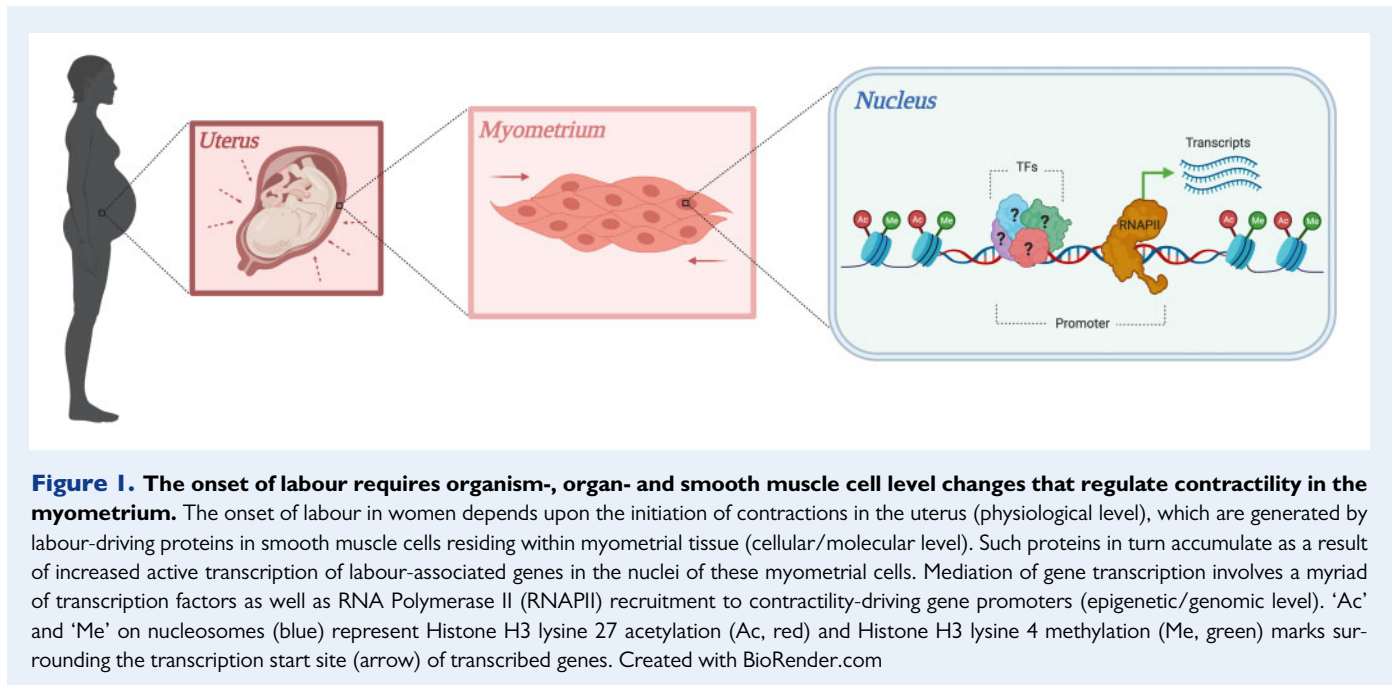 Uterus
Myometrium
Nucleus
Transcripts
TFs
Ac Me Ac Me ? ? ? ? RNAPII Ac Me Ac Me
Promoter
Figure 1. The onset of labour requires organism-, organ- and smooth muscle cell level changes that regulate contractility in the
myometrium. The onset of labour in women depends upon the initiation of contractions in the uterus (physiological level), which are generated by
labour-driving proteins in smooth muscle cells residing within myometrial tissue (cellular/molecular level). Such proteins in turn accumulate as a result
of increased active transcription of labour-associated genes in the nuclei of these myometrial cells. Mediation of gene transcription involves a myriad
of transcription factors as well as RNA Polymerase II (RNAPII) recruitment to contractility-driving gene promoters (epigenetic/genomic level). ‘Ac’
and ‘Me’ on nucleosomes (blue) represent Histone H3 lysine 27 acetylation (Ac, red) and Histone H3 lysine 4 methylation (Me, green) marks sur-
rounding the transcription start site (arrow) of transcribed genes. Created with BioRender.com